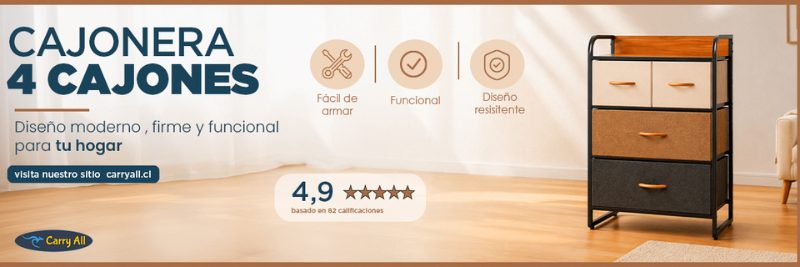 CAJONERA
4 CAJONES
Diseño moderno , firme y funcional
para tu hogar
visita nuestro sitio carryall.cl
Fácil de
armar
Funcional
Diseño
reslsitente
4,9
basado en 82 calificaciones
Carry All